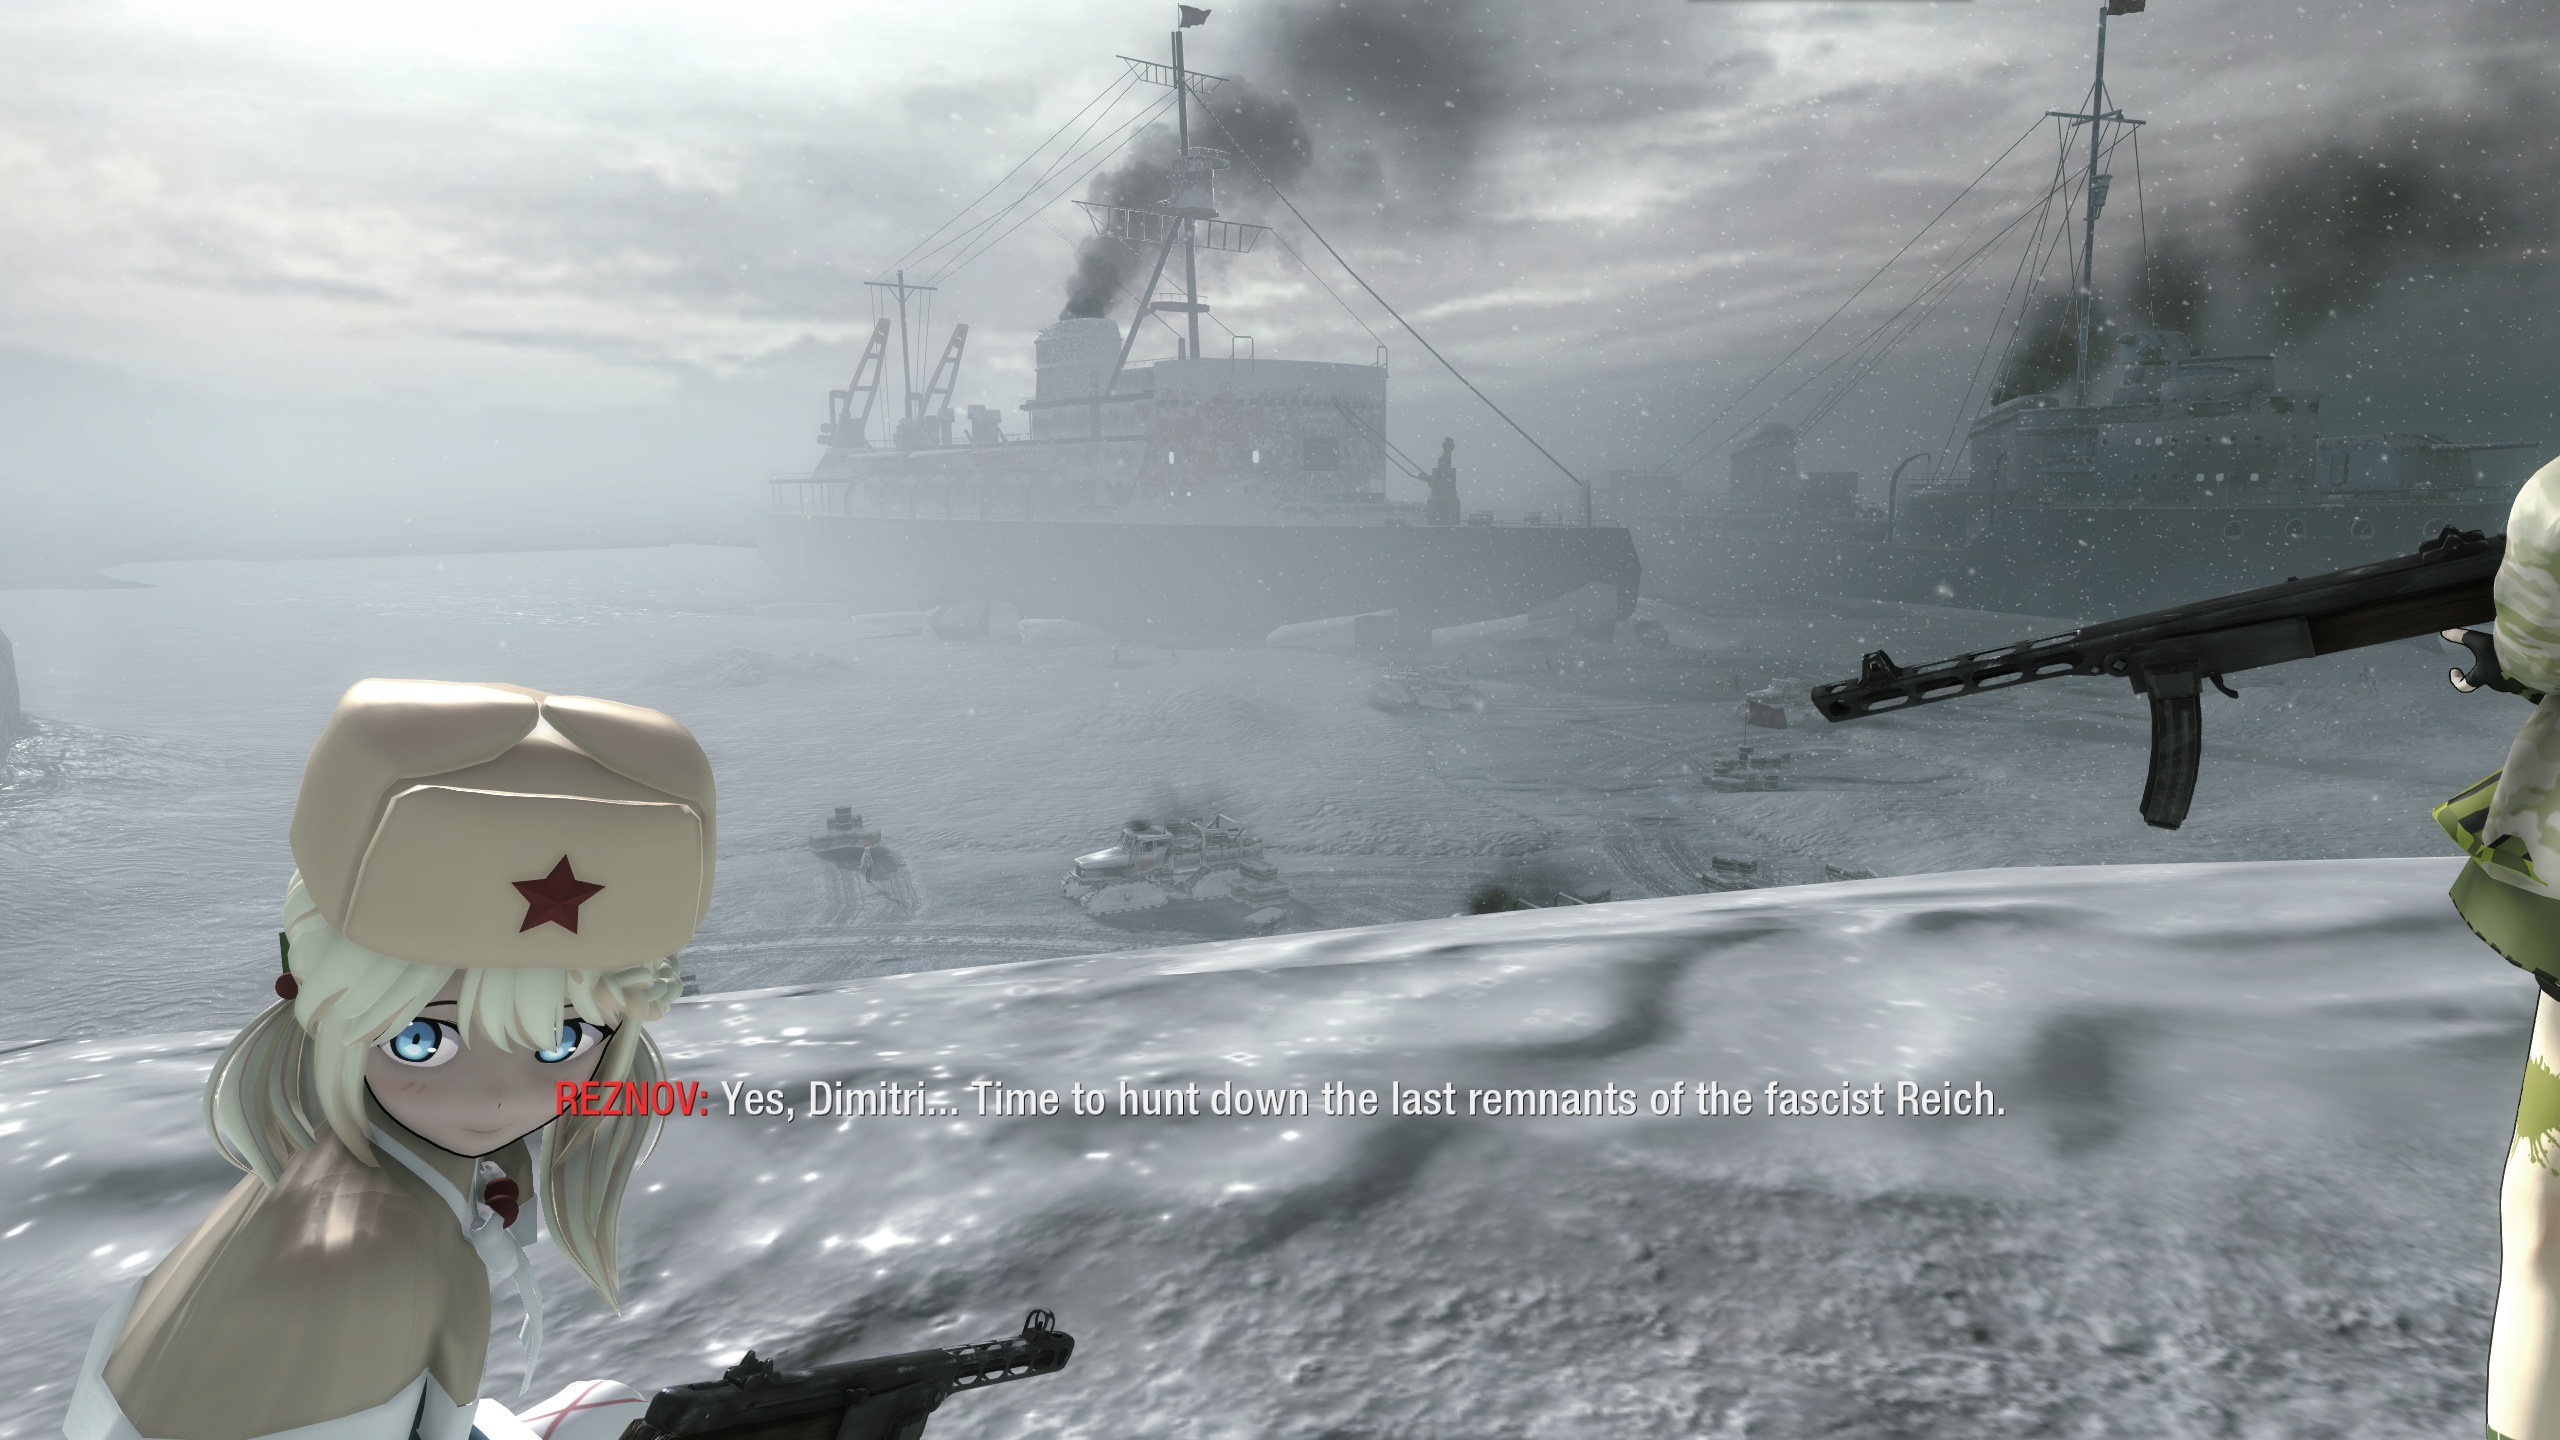 REZNOV: Yes, Dimitri... Time to hunt down the last remnants of the fascist Reich.